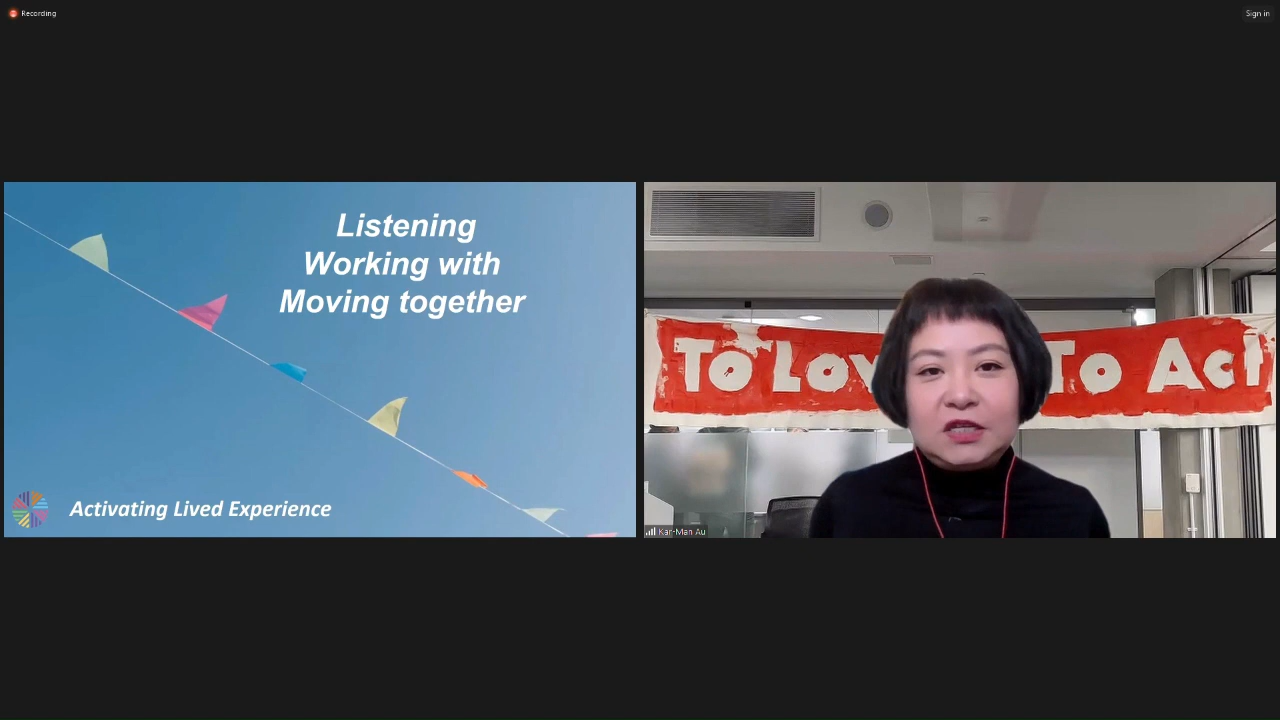 Recording
Sign in
Listening
Working with
Moving together
Activating Lived Experience
To Lov
To Act
Kar-Man Au